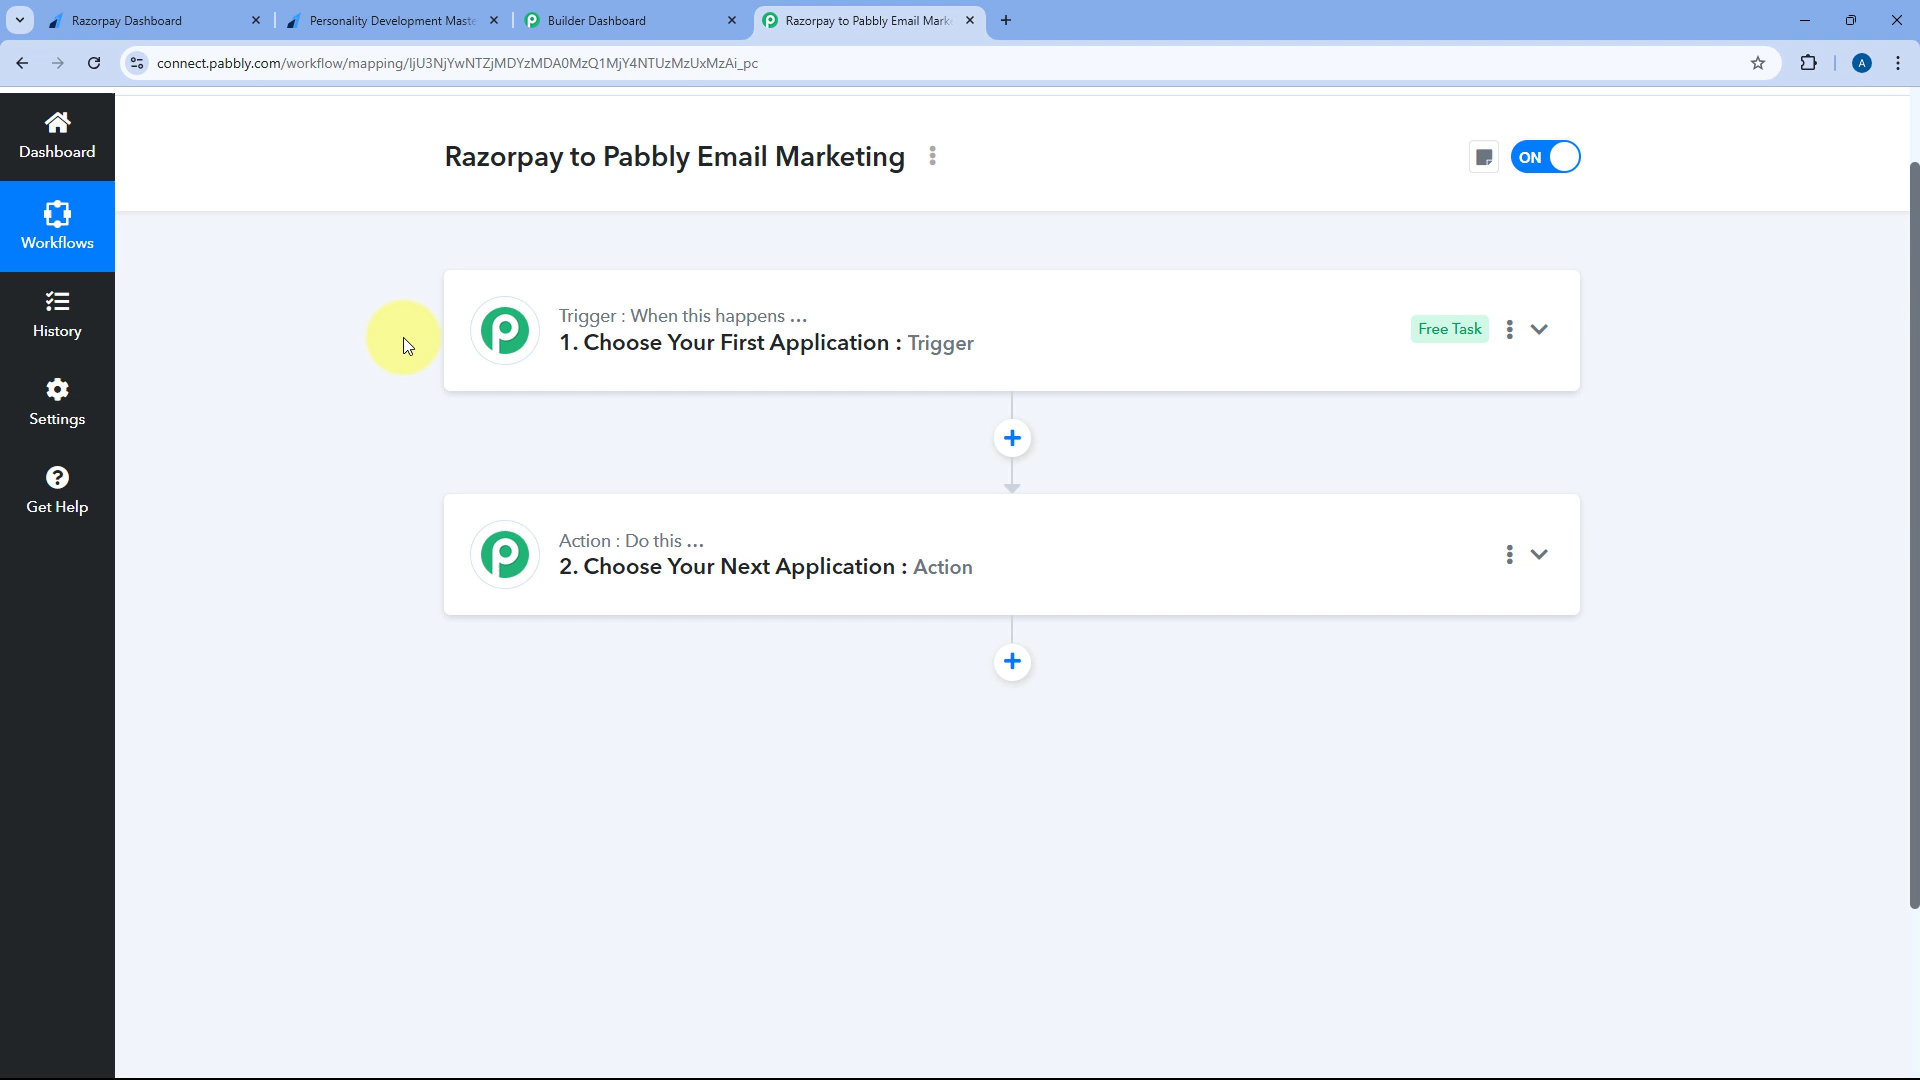 Razorpay Dashboard
Personality Development Maste
Builder Dashboard
Razorpay to Pabbly Email Mark
connect.pabbly.com/workflow/mapping/IjU3NjYwNTZjMDYzMDA0MzQ1MjY4NTUzMzUxMzAi_pc
A
Dashboard
Workflows
History
Settings
Get Help
Razorpay to Pabbly Email Marketing
ON
Trigger : When this happens ...
1. Choose Your First Application : Trigger
Free Task
Action : Do this ...
2. Choose Your Next Application : Action